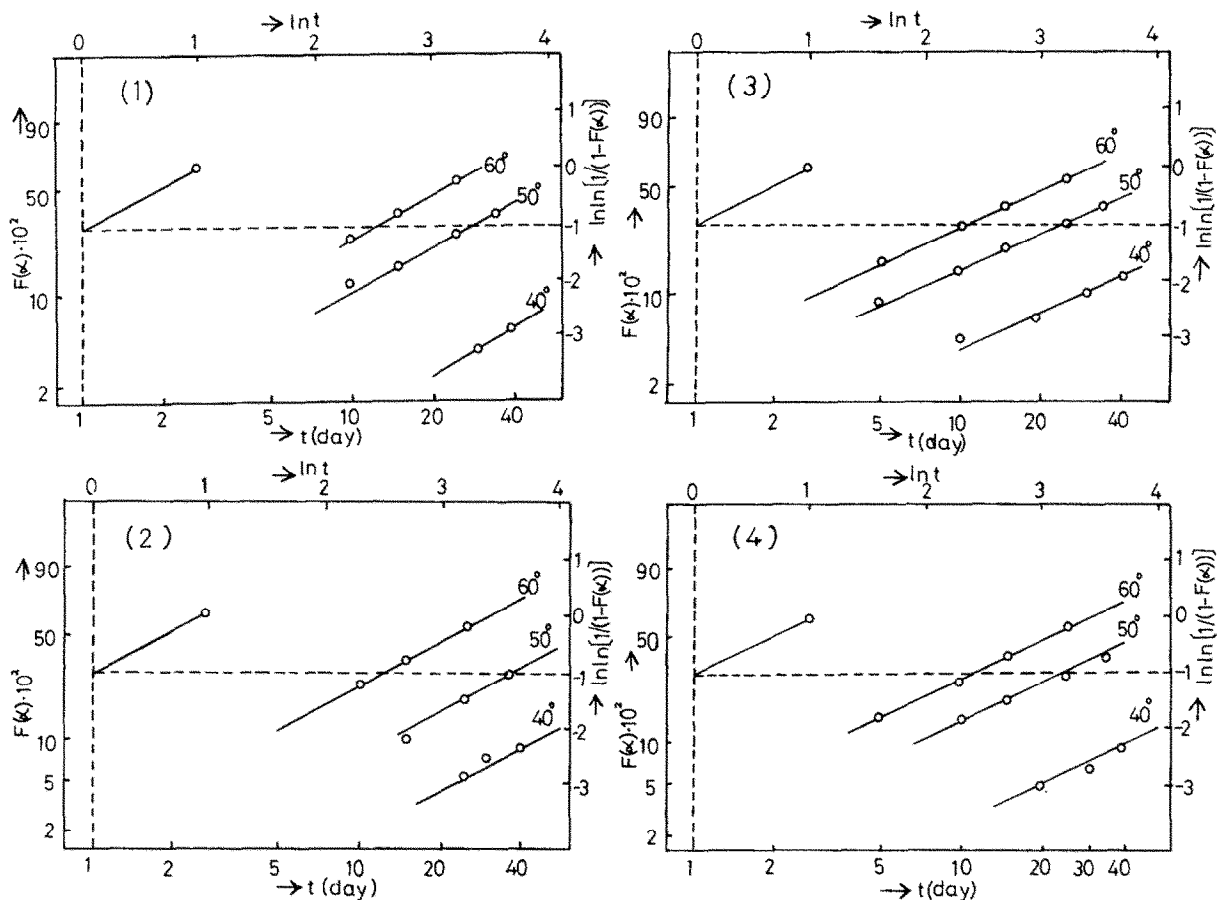 → ln t
0 1 2 3 4
(1)
F(α)·10² →
90
50
10
2
60°
50°
40°
1
0
-1
-2
-3
→ ln ln[1/(1-F(α))]
1 2 5 10 20 40
→ t (day)
→ ln t
0 1 2 3 4
(3)
F(α)·10² →
90
50
10
2
60°
50°
40°
1
0
-1
-2
-3
→ ln ln[1/(1-F(α))]
1 2 5 10 20 40
→ t (day)
→ ln t
0 1 2 3 4
(2)
F(α)·10² →
90
50
10
5
2
60°
50°
40°
1
0
-1
-2
-3
→ ln ln[1/(1-F(α))]
1 2 5 10 20 40
→ t (day)
→ ln t
0 1 2 3 4
(4)
F(α)·10² →
90
50
10
5
2
60°
50°
40°
1
0
-1
-2
-3
→ ln ln[1/(1-F(α))]
1 2 5 10 20 30 40
→ t (day)